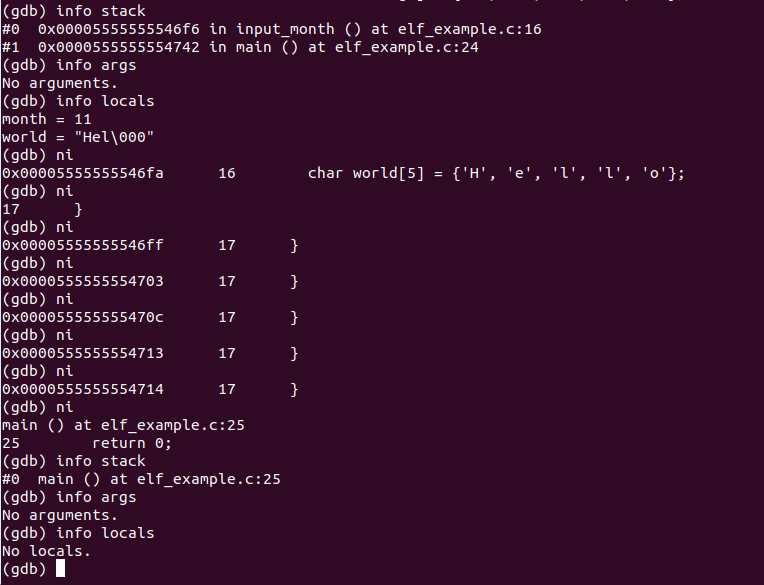 (gdb) info stack
#0  0x00005555555546f6 in input_month () at elf_example.c:16
#1  0x0000555555554742 in main () at elf_example.c:24
(gdb) info args
No arguments.
(gdb) info locals
month = 11
world = "Hel\000"
(gdb) ni
0x00005555555546fa      16        char world[5] = {'H', 'e', 'l', 'l', 'o'};
(gdb) ni
17      }
(gdb) ni
0x00005555555546ff      17      }
(gdb) ni
0x0000555555554703      17      }
(gdb) ni
0x000055555555470c      17      }
(gdb) ni
0x0000555555554713      17      }
(gdb) ni
0x0000555555554714      17      }
(gdb) ni
main () at elf_example.c:25
25        return 0;
(gdb) info stack
#0  main () at elf_example.c:25
(gdb) info args
No arguments.
(gdb) info locals
No locals.
(gdb)